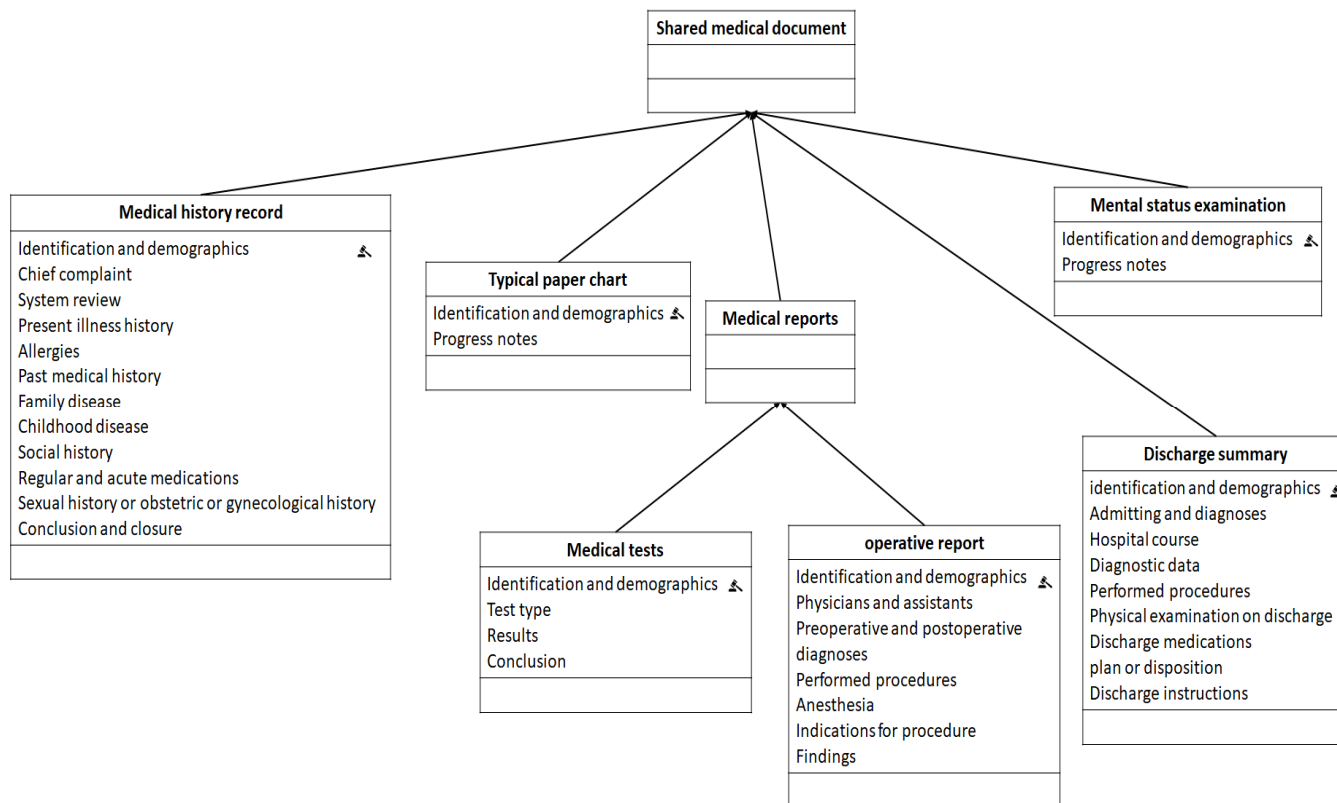 Shared medical document
Medical history record
Identification and demographics
Chief complaint
System review
Present illness history
Allergies
Past medical history
Family disease
Childhood disease
Social history
Regular and acute medications
Sexual history or obstetric or gynecological history
Conclusion and closure
Typical paper chart
Identification and demographics
Progress notes
Medical reports
Mental status examination
Identification and demographics
Progress notes
Medical tests
Identification and demographics
Test type
Results
Conclusion
operative report
Identification and demographics
Physicians and assistants
Preoperative and postoperative
diagnoses
Performed procedures
Anesthesia
Indications for procedure
Findings
Discharge summary
identification and demographics
Admitting and diagnoses
Hospital course
Diagnostic data
Performed procedures
Physical examination on discharge
Discharge medications
plan or disposition
Discharge instructions